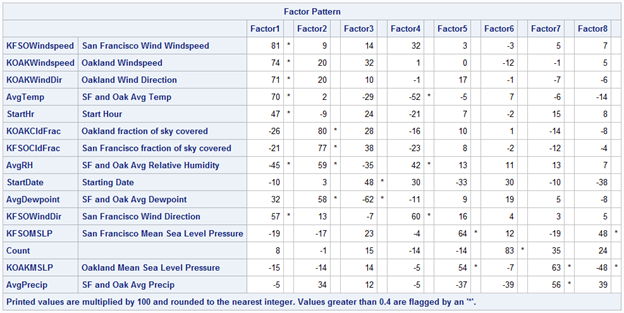 Factor Pattern
Factor1 Factor2 Factor3 Factor4 Factor5 Factor6 Factor7 Factor8
KFSOWindspeed San Francisco Wind Windspeed 81 * 9 14 32 3 -3 5 7
KOAKWindspeed Oakland Windspeed 74 * 20 32 1 0 -12 -1 5
KOAKWindDir Oakland Wind Direction 71 * 20 10 -1 17 -1 -7 -6
AvgTemp SF and Oak Avg Temp 70 * 2 -29 -52 * -5 7 -6 -14
StartHr Start Hour 47 * -9 24 -21 7 -2 15 8
KOAKCldFrac Oakland fraction of sky covered -26 80 * 28 -16 10 1 -14 -8
KFSOCldFrac San Francisco fraction of sky covered -21 77 * 38 -23 8 -2 -12 -4
AvgRH SF and Oak Avg Relative Humidity -45 * 59 * -35 42 * 13 11 13 7
StartDate Starting Date -10 3 48 * 30 -33 30 -10 -38
AvgDewpoint SF and Oak Avg Dewpoint 32 58 * -62 * -11 9 19 5 -8
KFSOWindDir San Francisco Wind Direction 57 * 13 -7 60 * 16 4 3 5
KFSOMSLP San Francisco Mean Sea Level Pressure -19 -17 23 -4 64 * 12 -19 48 *
Count 8 -1 15 -14 -14 83 * 35 24
KOAKMSLP Oakland Mean Sea Level Pressure -15 -14 14 -5 54 * -7 63 * -48 *
AvgPrecip SF and Oak Avg Precip -5 34 12 -5 -37 -39 56 * 39
Printed values are multiplied by 100 and rounded to the nearest integer. Values greater than 0.4 are flagged by an '*'.